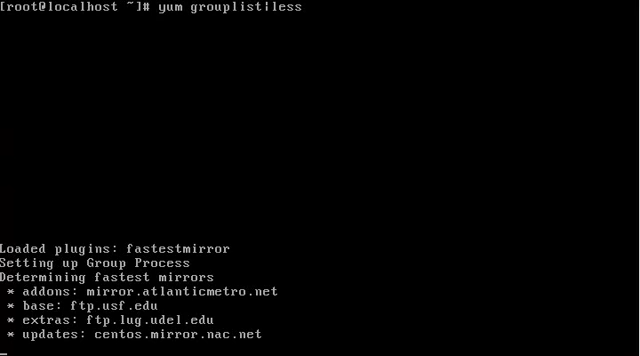 [root@localhost ~]# yum grouplist|less
Loaded plugins: fastestmirror
Setting up Group Process
Determining fastest mirrors
* addons: mirror.atlanticmetro.net
* base: ftp.usf.edu
* extras: ftp.lug.udel.edu
* updates: centos.mirror.nac.net